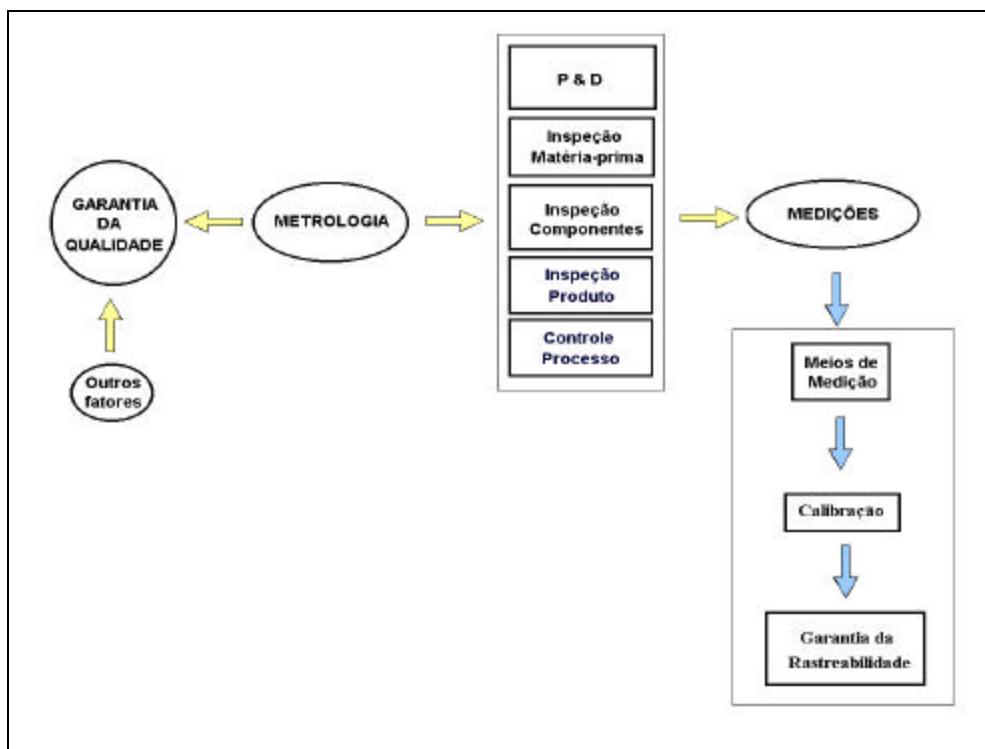 GARANTIA
DA
QUALIDADE
Outros
fatores
METROLOGIA
P & D
Inspeção
Matéria-prima
Inspeção
Componentes
Inspeção
Produto
Controle
Processo
MEDIÇÕES
Meios de
Medição
Calibração
Garantia da
Rastreabilidade